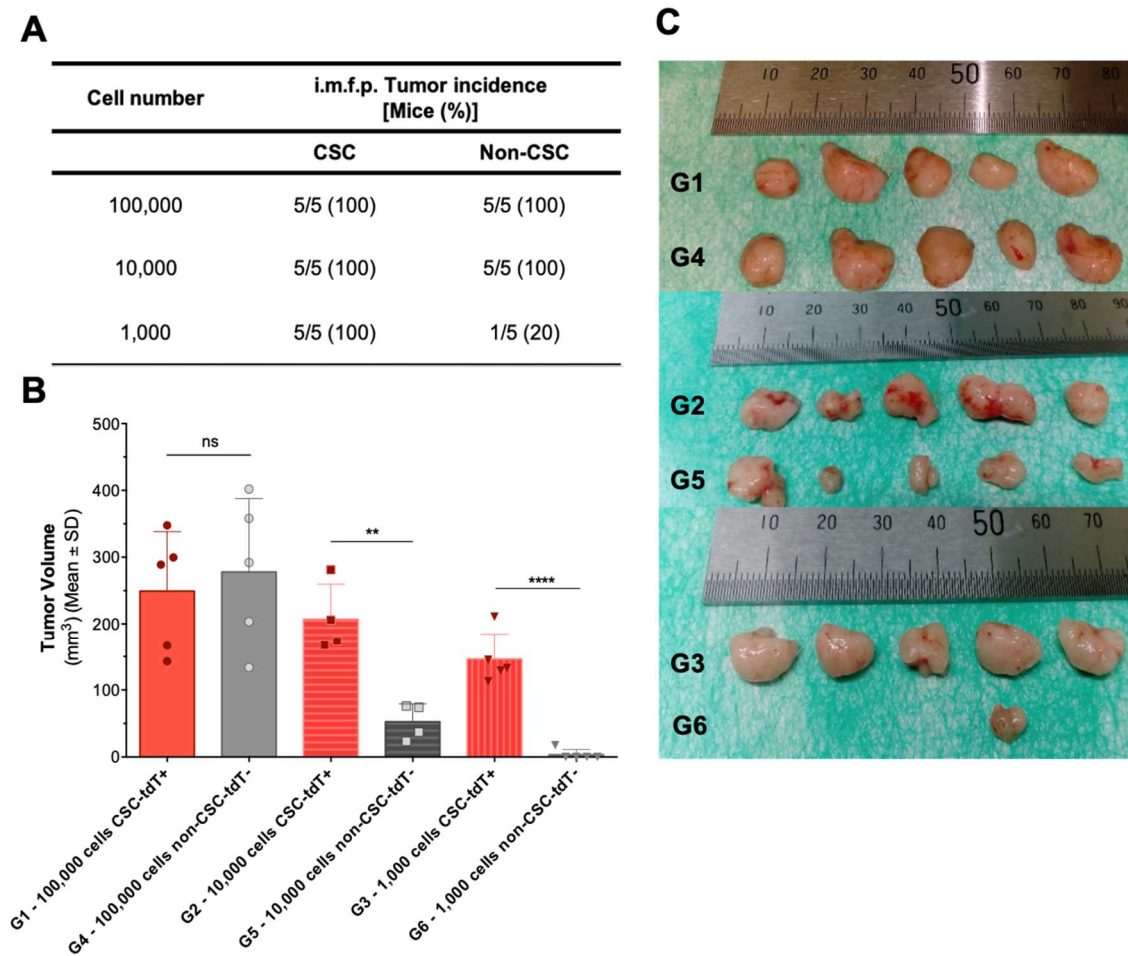 A
Cell number
i.m.f.p. Tumor incidence
[Mice (%)]
CSC
Non-CSC
100,000
5/5 (100)
5/5 (100)
10,000
5/5 (100)
5/5 (100)
1,000
5/5 (100)
1/5 (20)
B
Tumor Volume
(mm3) (Mean ± SD)
500
400
300
200
100
0
ns
**
****
G1 - 100,000 cells CSC-tdT+
G4 - 100,000 cells non-CSC-tdT-
G2 - 10,000 cells CSC-tdT+
G5 - 10,000 cells non-CSC-tdT-
G3 - 1,000 cells CSC-tdT+
G6 - 1,000 cells non-CSC-tdT-
C
10 20 30 40 50 60 70 80
G1
G4
10 20 30 40 50 60 70 80 90
G2
G5
10 20 30 40 50 60 70
G3
G6